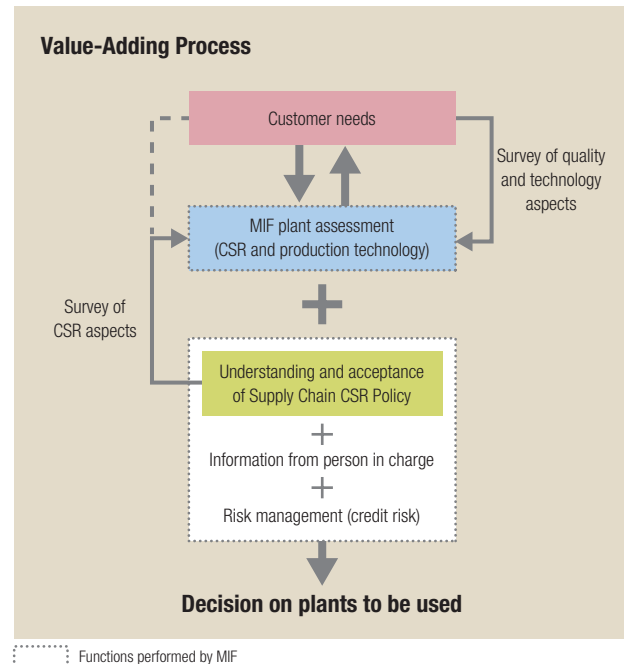 Value-Adding Process
Customer needs
Survey of quality
and technology
aspects
MIF plant assessment
(CSR and production technology)
Survey of
CSR aspects
Understanding and acceptance
of Supply Chain CSR Policy
Information from person in charge
Risk management (credit risk)
Decision on plants to be used
Functions performed by MIF